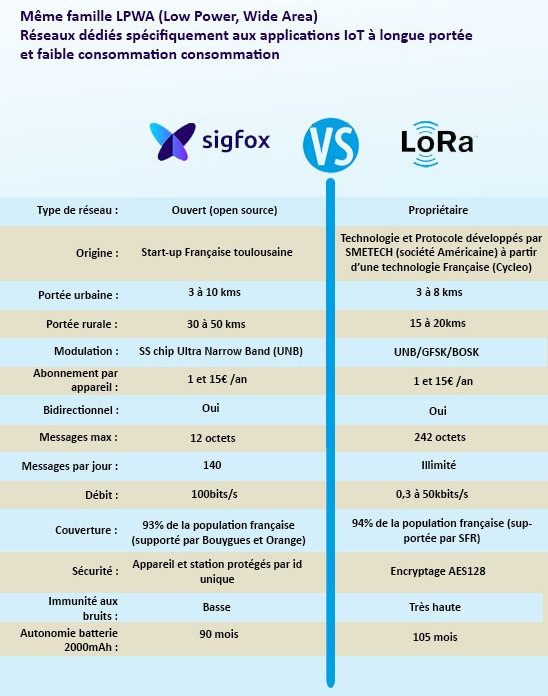 Même famille LPWA (Low Power, Wide Area)
Réseaux dédiés spécifiquement aux applications IoT à longue portée
et faible consommation consommation
sigfox VS LoRa
Type de réseau : Ouvert (open source) Propriétaire
Origine : Start-up Française toulousaine
Technologie et Protocole développés par
SMETECH (société Américaine) à partir
d'une technologie Française (Cycleo)
Portée urbaine : 3 à 10 kms 3 à 8 kms
Portée rurale : 30 à 50 kms 15 à 20kms
Modulation : SS chip Ultra Narrow Band (UNB) UNB/GFSK/BOSK
Abonnement par
appareil : 1 et 15€ /an 1 et 15€ /an
Bidirectionnel : Oui Oui
Messages max : 12 octets 242 octets
Messages par jour : 140 Illimité
Débit : 100bits/s 0,3 à 50kbits/s
Couverture : 93% de la population française
(supporté par Bouygues et Orange)
94% de la population française (sup-
portée par SFR)
Sécurité : Appareil et station protégés par id
unique
Encryptage AES128
Immunité aux
bruits : Basse Très haute
Autonomie batterie
2000mAh : 90 mois 105 mois